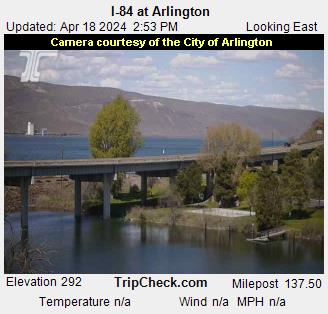 I-84 at Arlington
Updated: Apr 18 2024 2:53 PM Looking East
Camera courtesy of the City of Arlington
Elevation 292 TripCheck.com Milepost 137.50
Temperature n/a Wind n/a MPH n/a